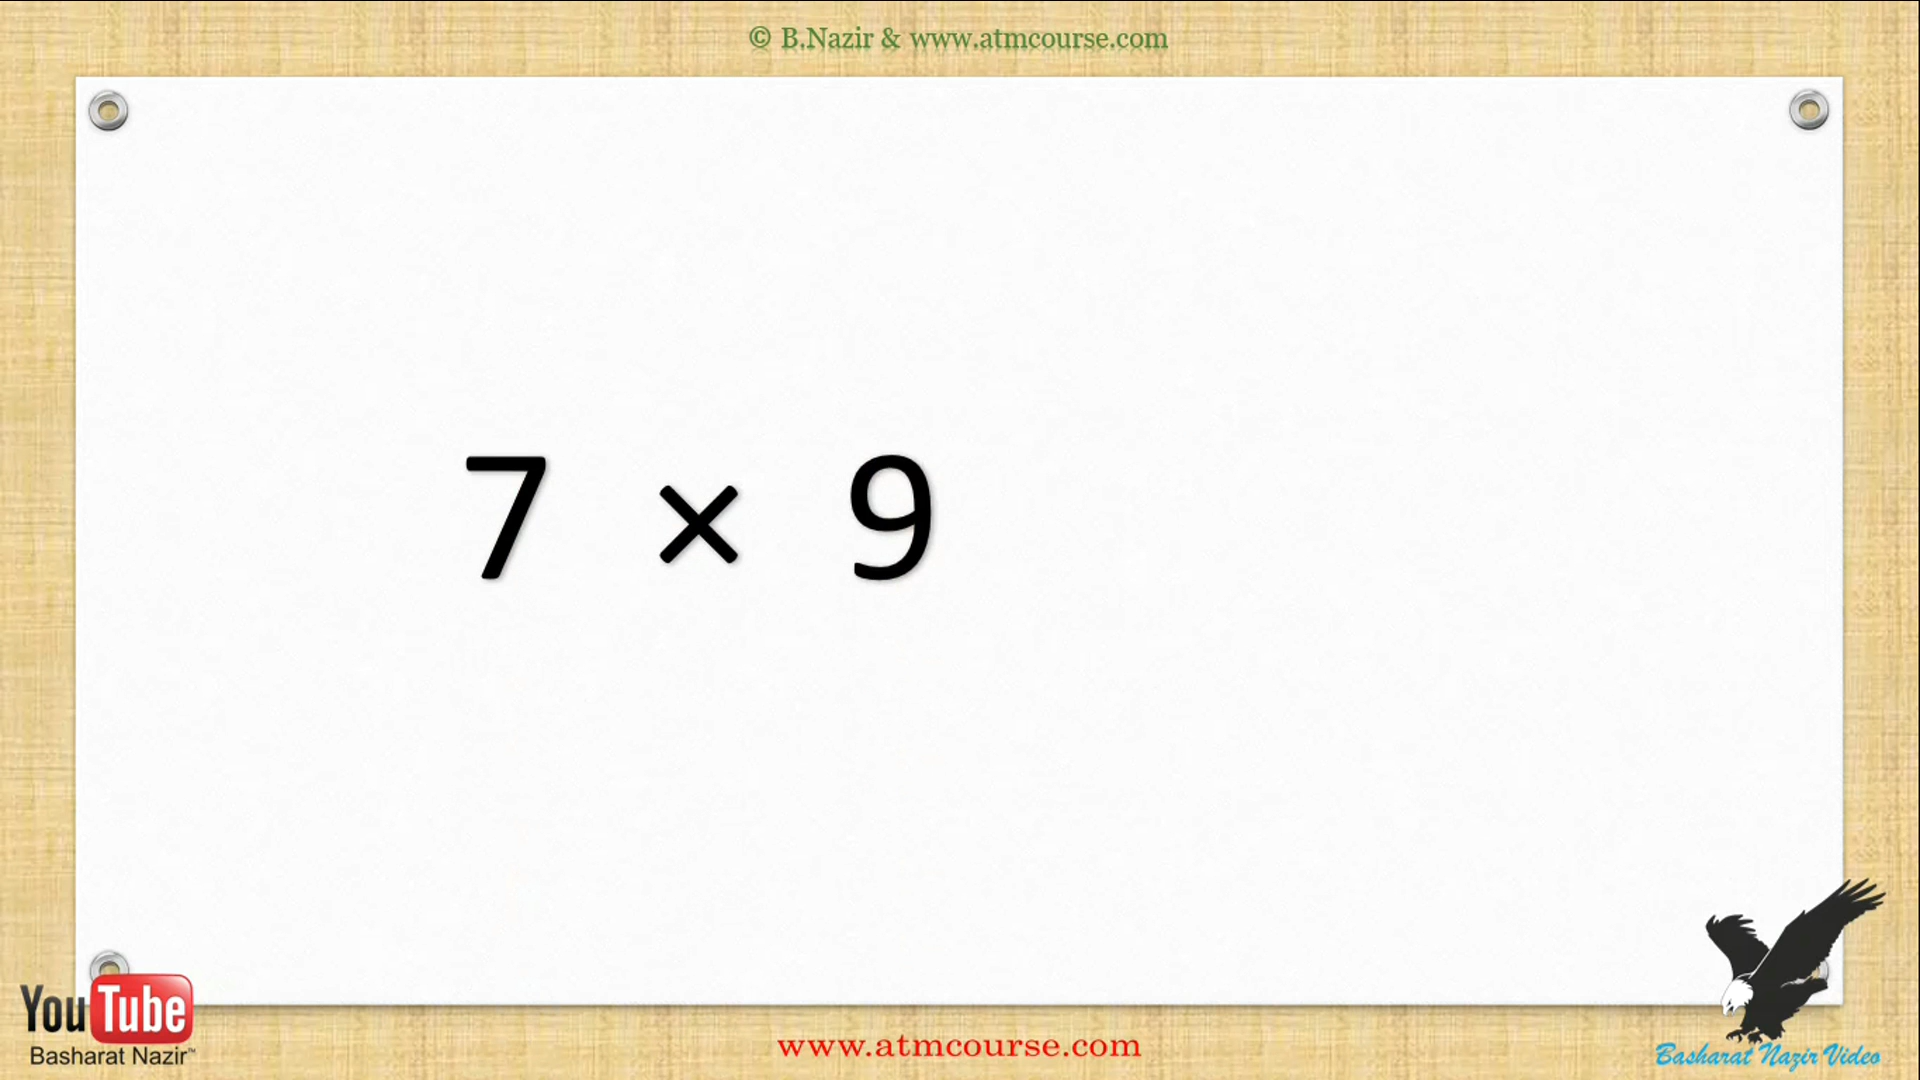 © B.Nazir & www.atmcourse.com
7 × 9
YouTube
Basharat Nazir™
www.atmcourse.com
Basharat Nazir Video